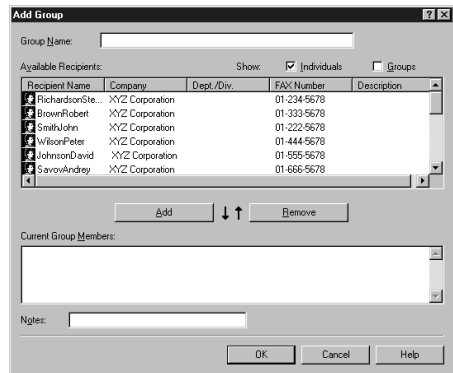 Add Group
Group Name:
Available Recipients: Show: Individuals Groups
Recipient Name Company Dept./Div. FAX Number Description
RichardsonSte... XYZ Corporation 01-234-5678
BrownRobert XYZ Corporation 01-333-5678
SmithJohn XYZ Corporation 01-222-5678
WilsonPeter XYZ Corporation 01-444-5678
JohnsonDavid XYZ Corporation 01-555-5678
SavovAndrey XYZ Corporation 01-666-5678
Add Remove
Current Group Members:
Notes:
OK Cancel Help